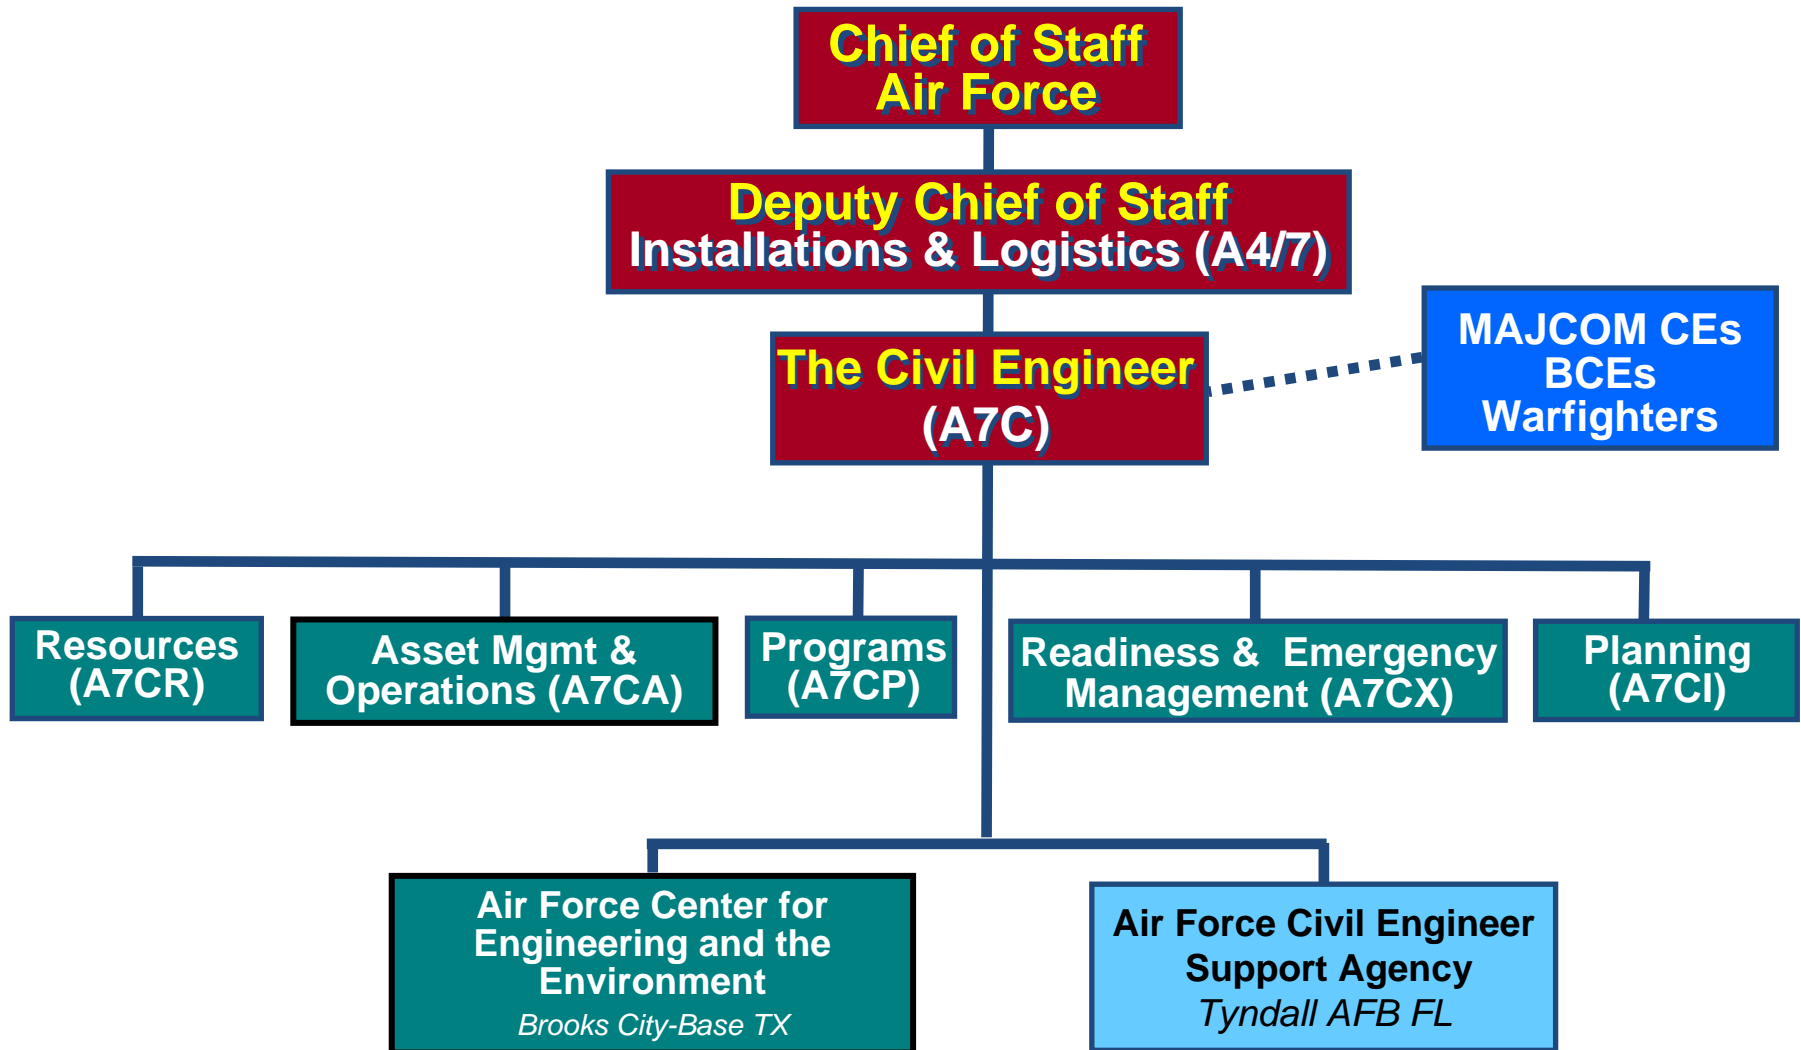 Chief of Staff
Air Force
Deputy Chief of Staff
Installations & Logistics (A4/7)
The Civil Engineer
(A7C)
MAJCOM CEs
BCEs
Warfighters
Resources
(A7CR)
Asset Mgmt &
Operations (A7CA)
Programs
(A7CP)
Readiness & Emergency
Management (A7CX)
Planning
(A7CI)
Air Force Center for
Engineering and the
Environment
Brooks City-Base TX
Air Force Civil Engineer
Support Agency
Tyndall AFB FL